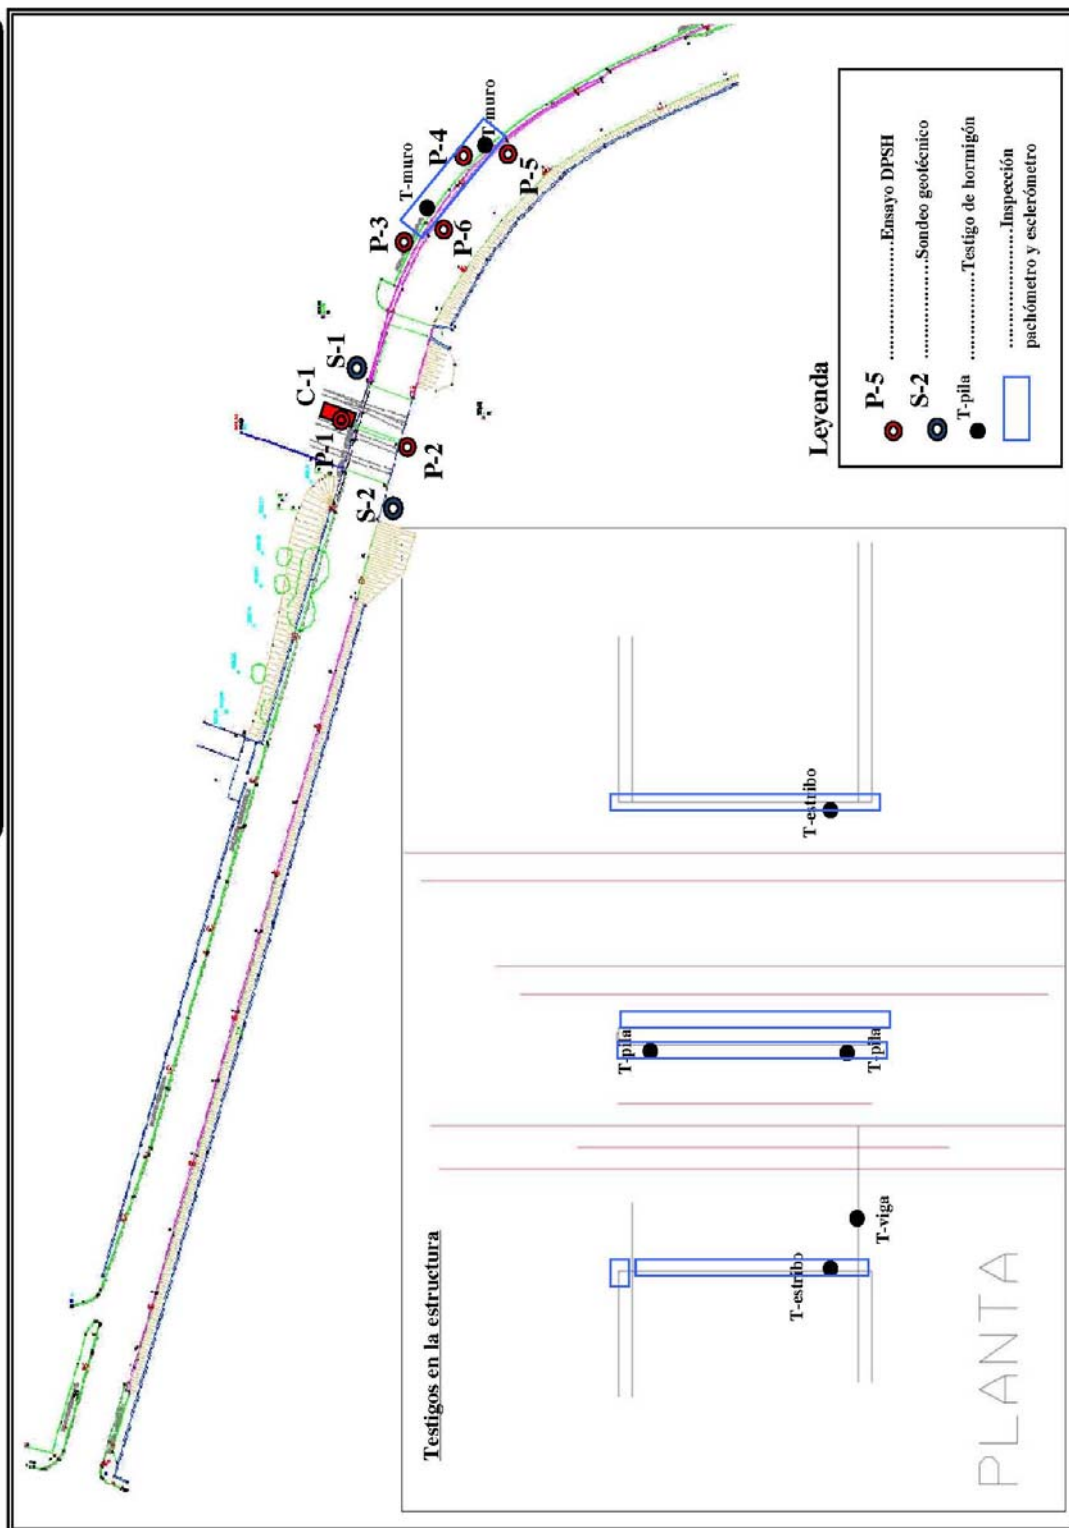 P-4
T-muro
T-muro
P-3
P-5
P-6
S-1
C-1
P-1
P-2
S-2
Leyenda
P-5 ..................Ensayo DPSH
S-2 ..................Sondeo geotécnico
T-pila ..................Testigo de hormigón
..................Inspección
pachómetro y esclerómetro
Testigos en la estructura
T-estribo
T-pila
T-pila
T-viga
T-estribo
PLANTA